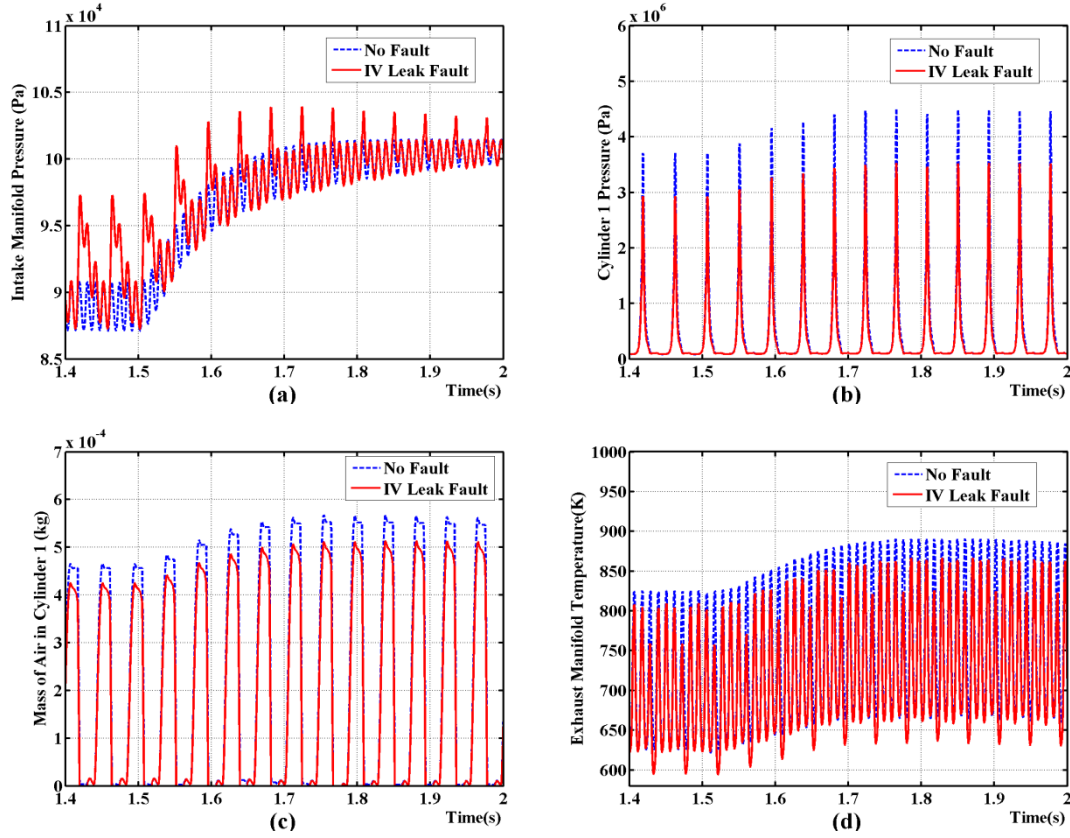 x 10^4
11
10.5
10
9.5
9
8.5
Intake Manifold Pressure (Pa)
No Fault
IV Leak Fault
1.4 1.5 1.6 1.7 1.8 1.9 2
Time(s)
(a)
x 10^6
6
5
4
3
2
1
0
Cylinder 1 Pressure (Pa)
No Fault
IV Leak Fault
1.4 1.5 1.6 1.7 1.8 1.9 2
Time(s)
(b)
x 10^-4
7
6
5
4
3
2
1
0
Mass of Air in Cylinder 1 (kg)
No Fault
IV Leak Fault
1.4 1.5 1.6 1.7 1.8 1.9 2
Time(s)
(c)
1000
950
900
850
800
750
700
650
600
Exhaust Manifold Temperature(K)
No Fault
IV Leak Fault
1.4 1.5 1.6 1.7 1.8 1.9 2
Time(s)
(d)